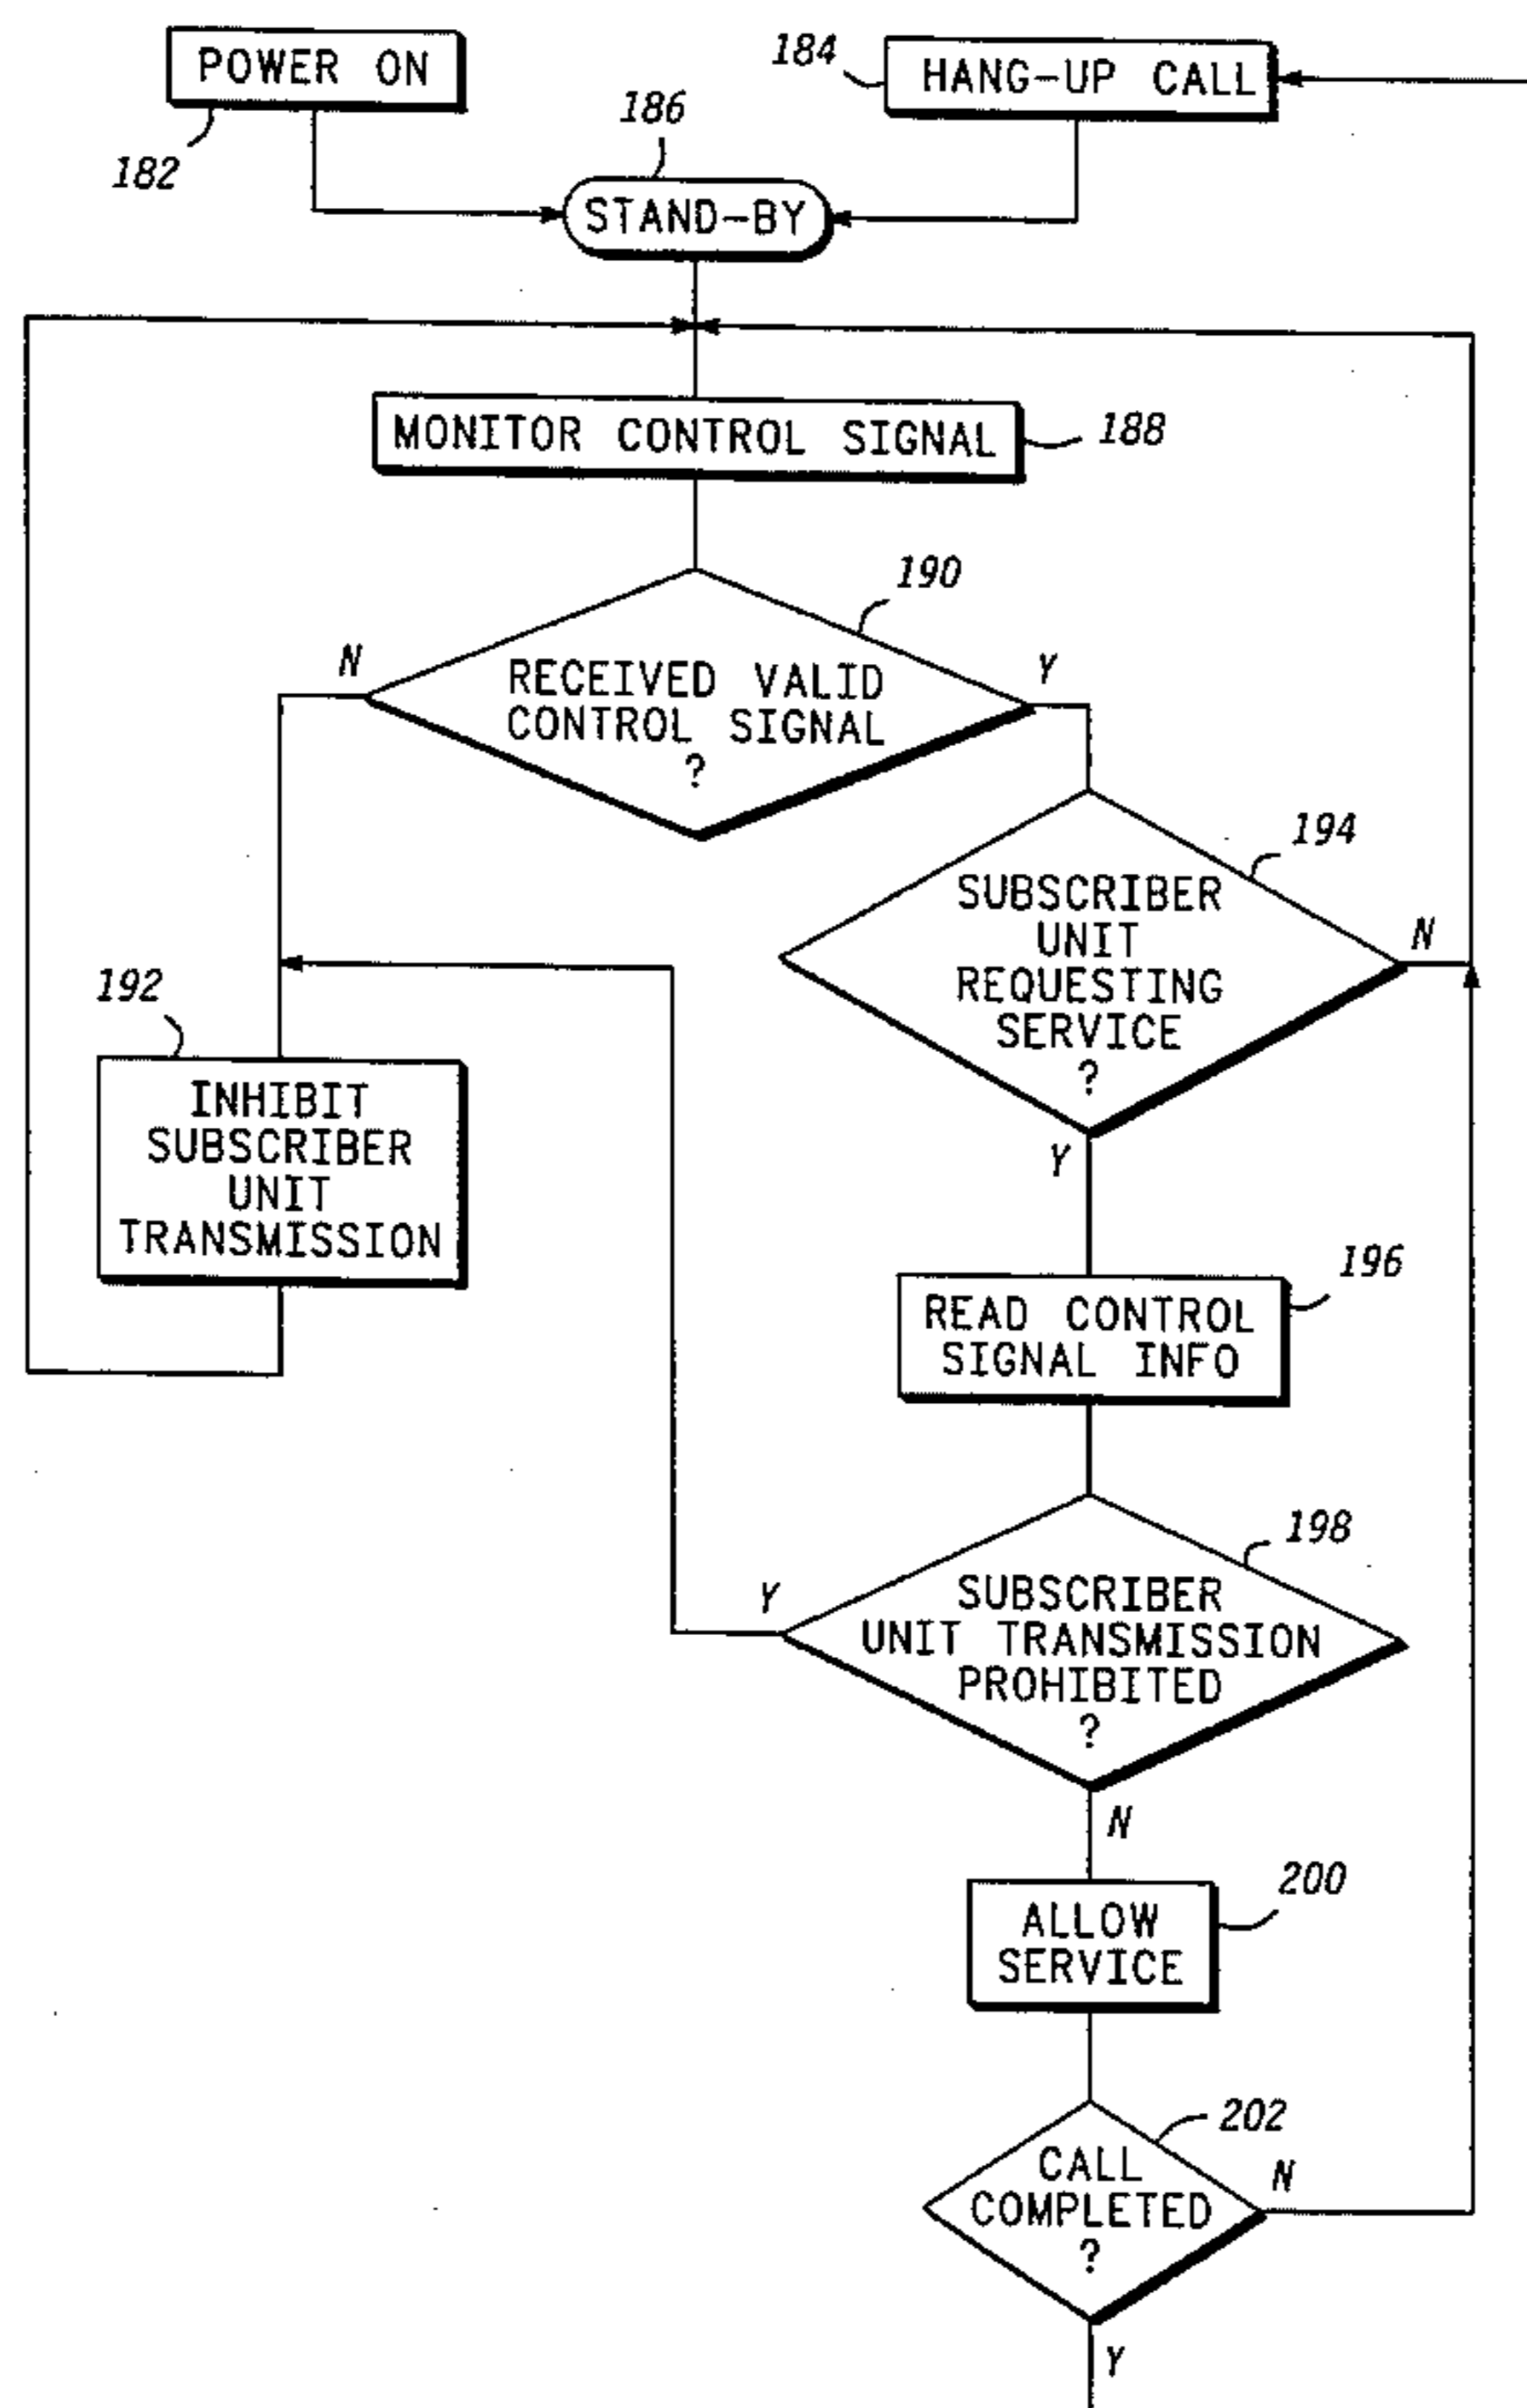 POWER ON
182
184
HANG-UP CALL
186
STAND-BY
MONITOR CONTROL SIGNAL
188
190
N
RECEIVED VALID
CONTROL SIGNAL
?
Y
194
SUBSCRIBER
UNIT
REQUESTING
SERVICE
?
N
Y
192
INHIBIT
SUBSCRIBER
UNIT
TRANSMISSION
196
READ CONTROL
SIGNAL INFO
198
Y
SUBSCRIBER
UNIT TRANSMISSION
PROHIBITED
?
N
200
ALLOW
SERVICE
202
CALL
COMPLETED
?
N
Y